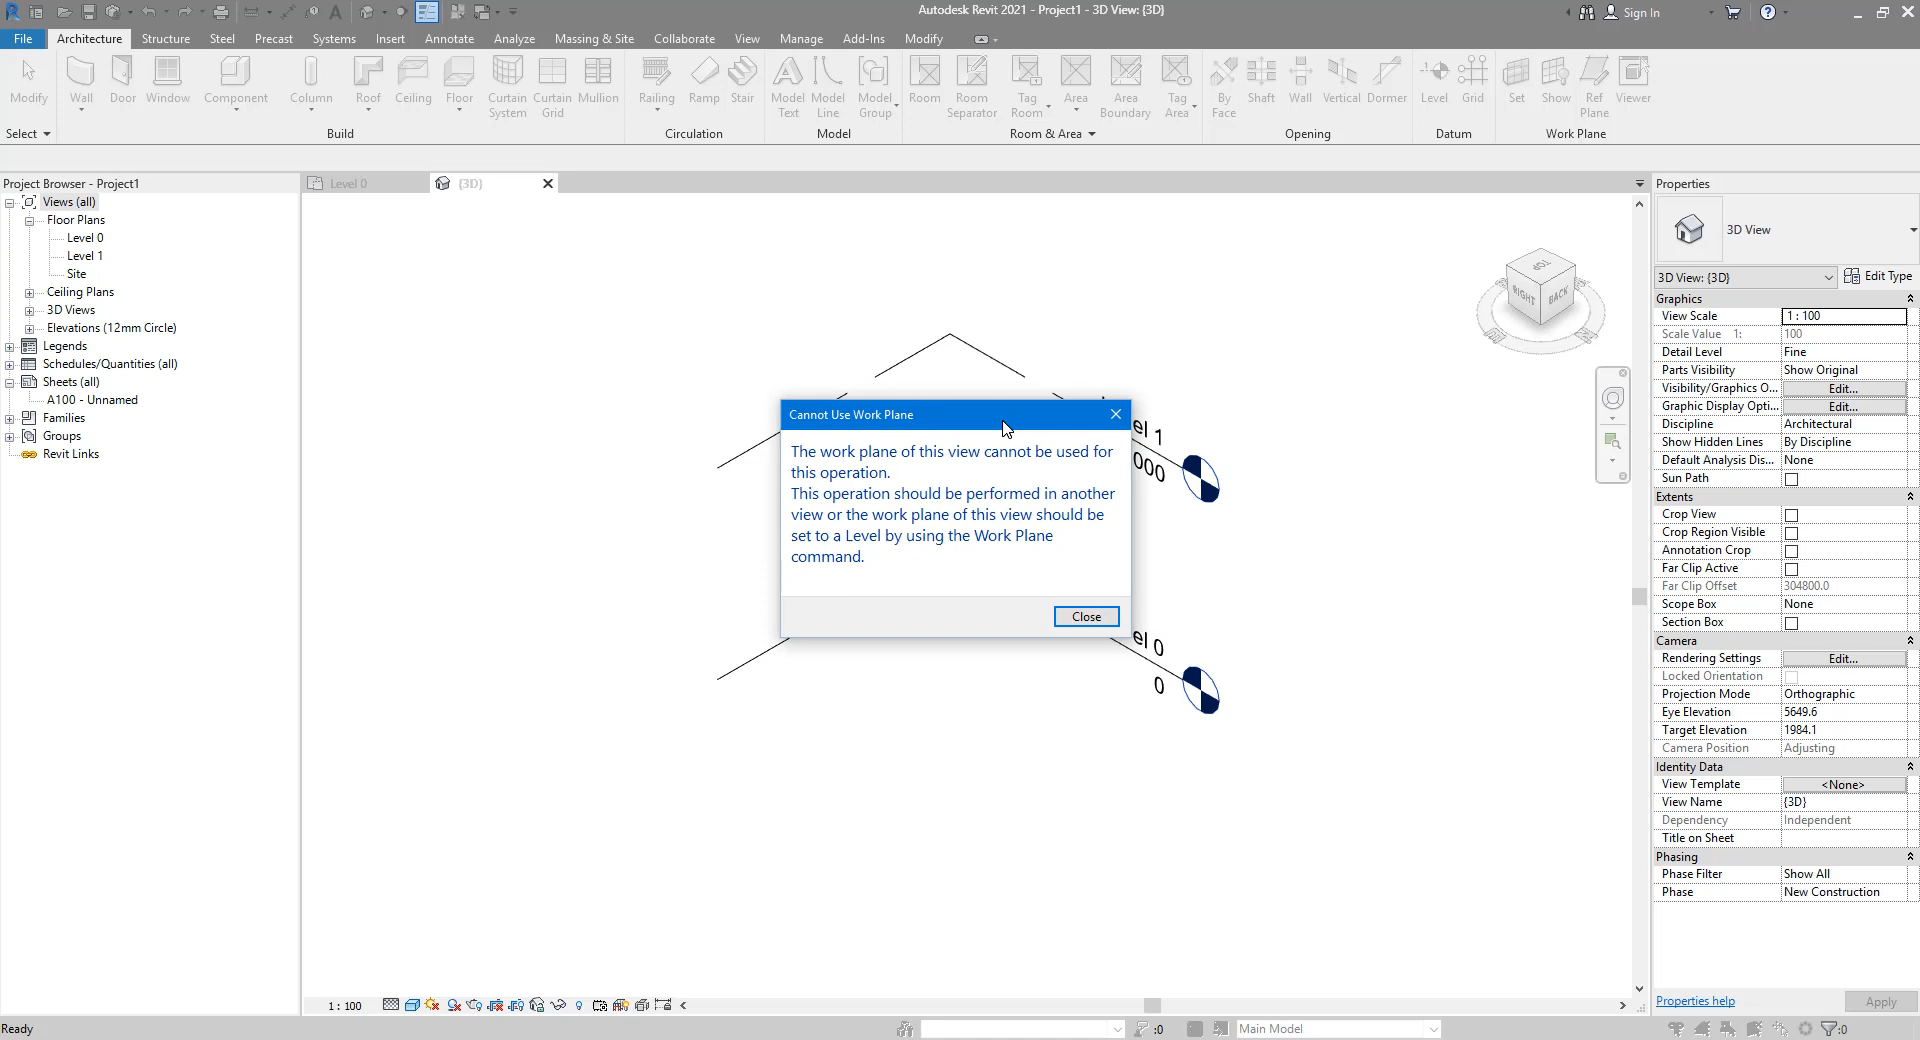 Autodesk Revit 2021 - Project1 - 3D View: {3D}
Sign In
File
Architecture
Structure
Steel
Precast
Systems
Insert
Annotate
Analyze
Massing & Site
Collaborate
View
Manage
Add-Ins
Modify
Modify
Wall
Door
Window
Component
Column
Roof
Ceiling
Floor
Curtain System
Curtain Grid
Mullion
Railing
Ramp
Stair
Model Text
Model Line
Model Group
Room
Room Separator
Tag Room
Area
Area Boundary
Tag Area
By Face
Shaft
Wall
Vertical
Dormer
Level
Grid
Set
Show
Ref Plane
Viewer
Select
Build
Circulation
Model
Room & Area
Opening
Datum
Work Plane
Project Browser - Project1
Views (all)
Floor Plans
Level 0
Level 1
Site
Ceiling Plans
3D Views
Elevations (12mm Circle)
Legends
Schedules/Quantities (all)
Sheets (all)
A100 - Unnamed
Families
Groups
Revit Links
Level 0
{3D}
TOP
RIGHT
BACK
el 1
000
el 0
0
Cannot Use Work Plane
The work plane of this view cannot be used for
this operation.
This operation should be performed in another
view or the work plane of this view should be
set to a Level by using the Work Plane
command.
Close
Properties
3D View
3D View: {3D}
Edit Type
Graphics
View Scale 1 : 100
Scale Value 1: 100
Detail Level Fine
Parts Visibility Show Original
Visibility/Graphics O... Edit...
Graphic Display Opti... Edit...
Discipline Architectural
Show Hidden Lines By Discipline
Default Analysis Dis... None
Sun Path
Extents
Crop View
Crop Region Visible
Annotation Crop
Far Clip Active
Far Clip Offset 304800.0
Scope Box None
Section Box
Camera
Rendering Settings Edit...
Locked Orientation
Projection Mode Orthographic
Eye Elevation 5649.6
Target Elevation 1984.1
Camera Position Adjusting
Identity Data
View Template <None>
View Name {3D}
Dependency Independent
Title on Sheet
Phasing
Phase Filter Show All
Phase New Construction
Properties help
Apply
1 : 100
Ready
:0
Main Model
:0